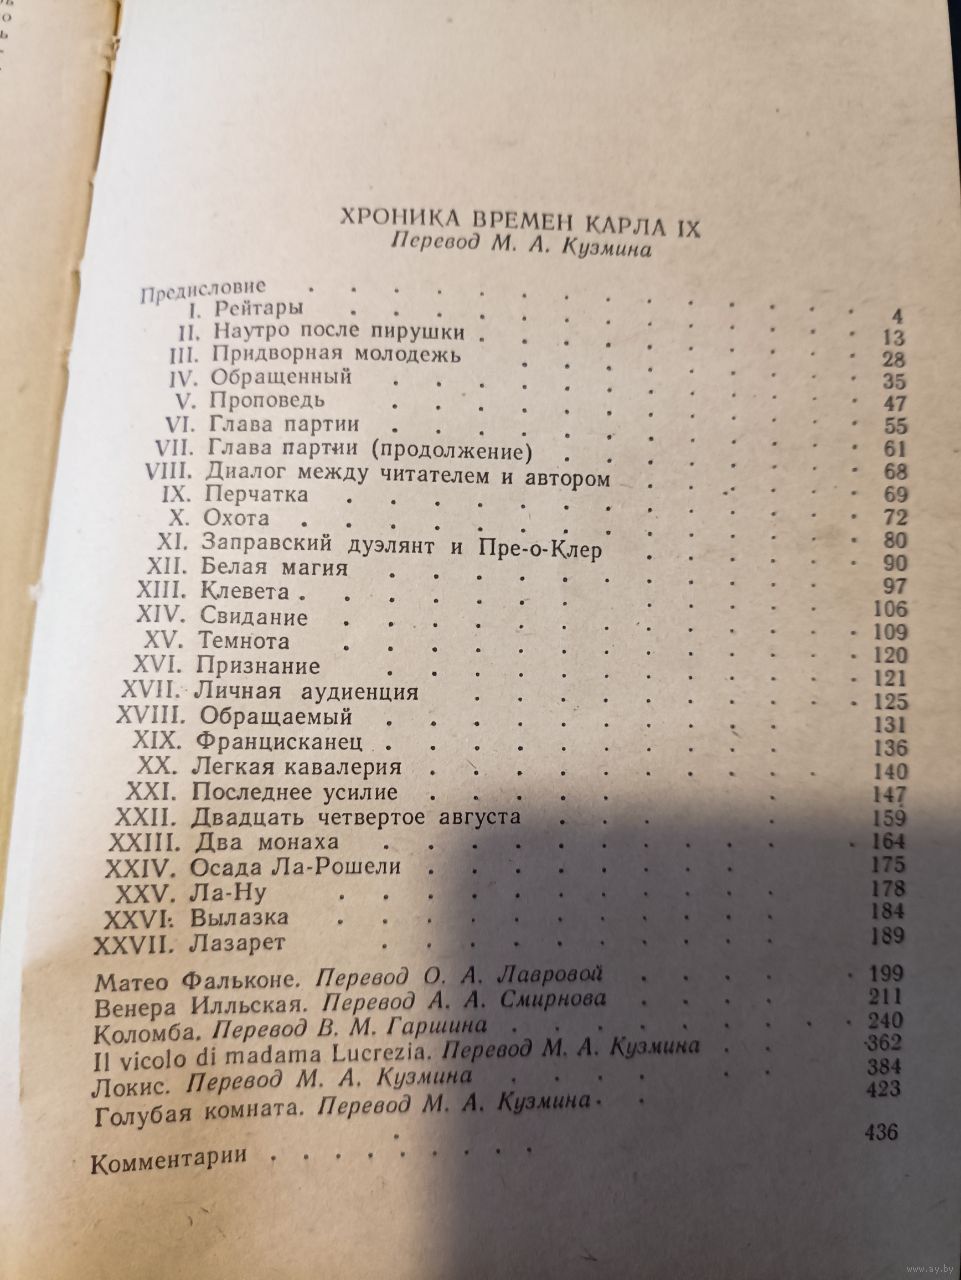 ХРОНИКА ВРЕМЕН КАРЛА IX
Перевод М. А. Кузмина
Предисловие . . . . . . . . . . . . . 4
I. Рейтары . . . . . . . . . . . . 13
II. Наутро после пирушки . . . . . . . . . 28
III. Придворная молодежь . . . . . . . . 35
IV. Обращенный . . . . . . . . . . . 47
V. Проповедь . . . . . . . . . . . 55
VI. Глава партии . . . . . . . . . . . 61
VII. Глава партии (продолжение) . . . . . . . 68
VIII. Диалог между читателем и автором . . . . . 69
IX. Перчатка . . . . . . . . . . . . 72
X. Охота . . . . . . . . . . . . . 80
XI. Заправский дуэлянт и Пре-о-Клер . . . . . 90
XII. Белая магия . . . . . . . . . . . 97
XIII. Клевета . . . . . . . . . . . . 106
XIV. Свидание . . . . . . . . . . . . 109
XV. Темнота . . . . . . . . . . . . 120
XVI. Признание . . . . . . . . . . . 121
XVII. Личная аудиенция . . . . . . . . . 125
XVIII. Обращаемый . . . . . . . . . . 131
XIX. Францисканец . . . . . . . . . . 136
XX. Легкая кавалерия . . . . . . . . . . 140
XXI. Последнее усилие . . . . . . 147
XXII. Двадцать четвертое августа . . . . 159
XXIII. Два монаха . . . . . . . . . . . 164
XXIV. Осада Ла-Рошели . . . . . . . . 175
XXV. Ла-Ну . . . . . . . . . . . 178
XXVI. Вылазка . . . . . . . . . . . 184
XXVII. Лазарет . . . . . . . . . . 189
Матео Фальконе. Перевод О. А. Лавровой . . . . . 199
Венера Илльская. Перевод А. А. Смирнова . . . . 211
Коломба. Перевод В. М. Гаршина . . . . . . . . . 240
Il vicolo di madama Lucrezia. Перевод М. А. Кузмина . . . 362
Локис. Перевод М. А. Кузмина . . . . . . 384
Голубая комната. Перевод М. А. Кузмина . . 423
Комментарии . . . . . . . . . 436
www.ay.by